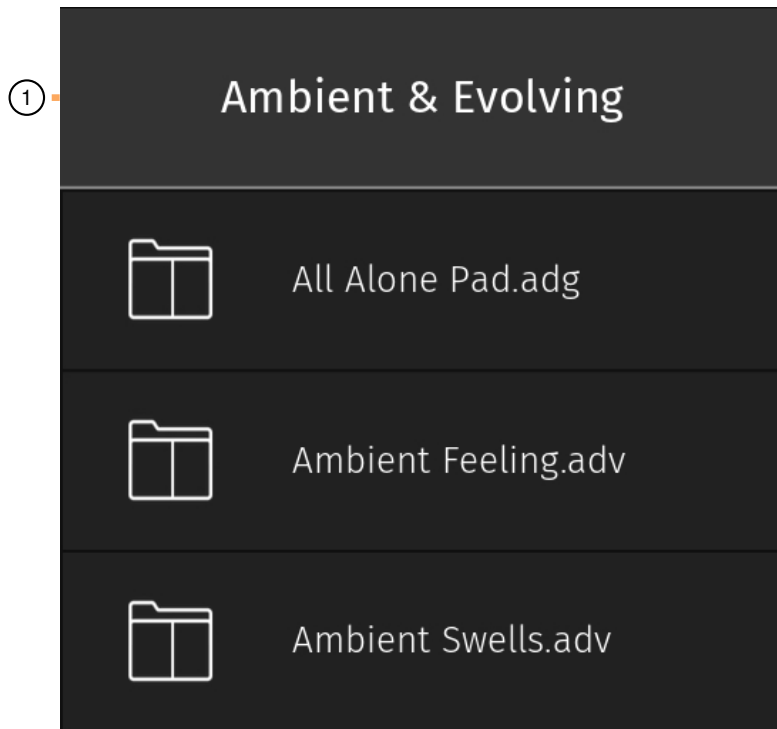 1
Ambient & Evolving
All Alone Pad.adg
Ambient Feeling.adv
Ambient Swells.adv